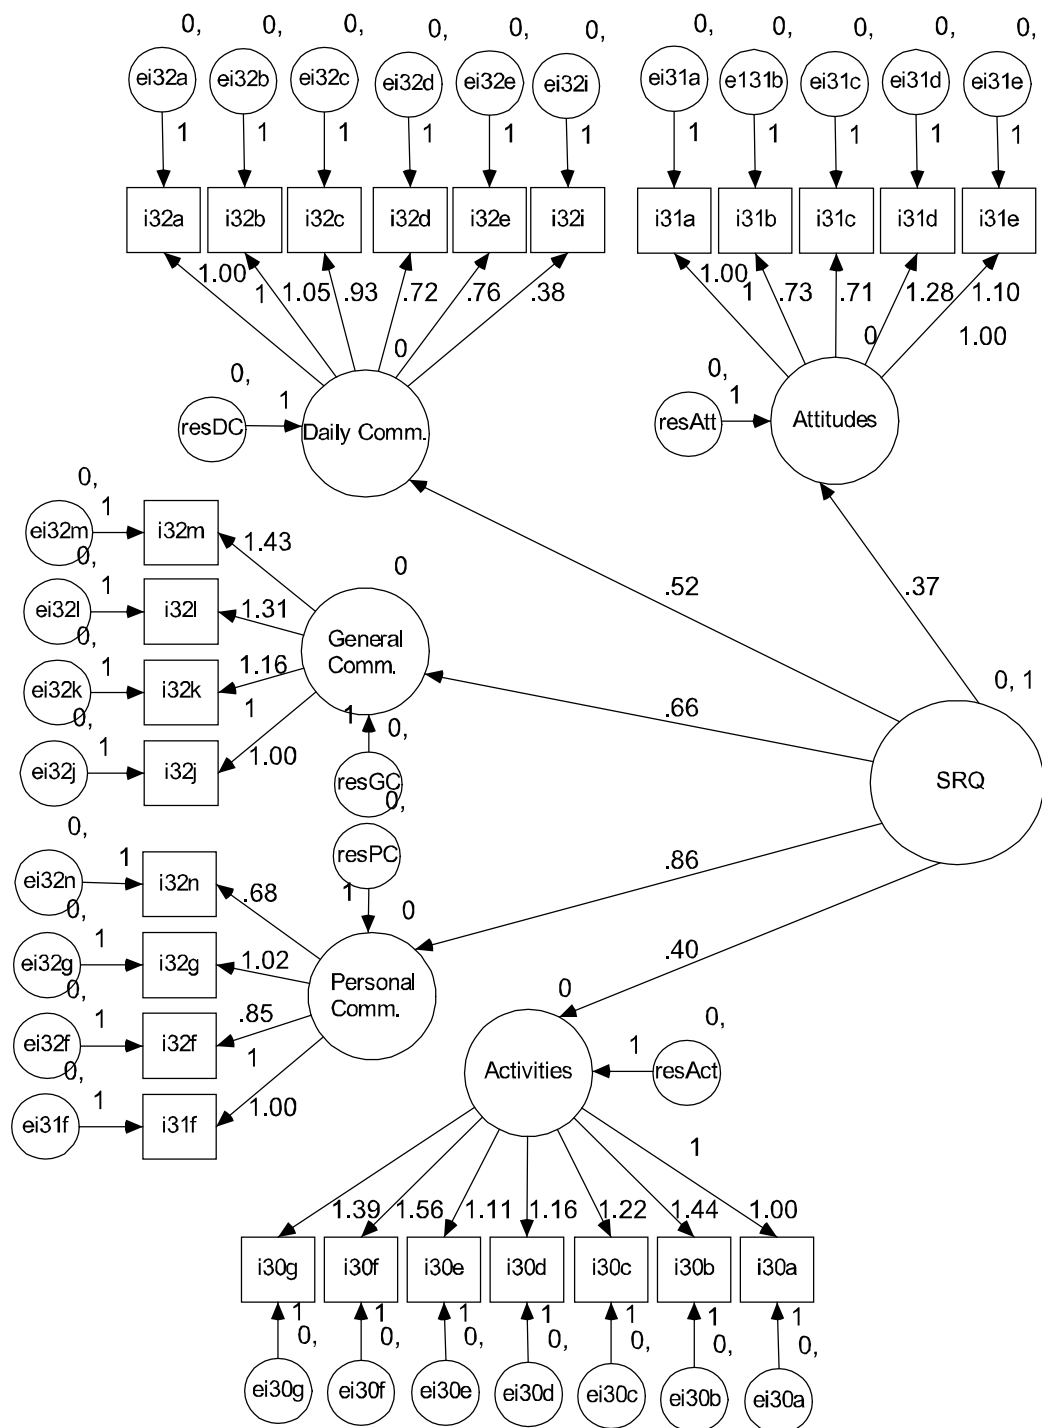 0, 0, 0, 0, 0, 0, 0, 0, 0, 0, 0,
ei32a ei32b ei32c ei32d ei32e ei32i ei31a e131b ei31c ei31d ei31e
1 1 1 1 1 1 1 1 1 1 1
i32a i32b i32c i32d i32e i32i i31a i31b i31c i31d i31e
1.00 1 1.05 .93 .72 .76 .38 1.00 1 .73 .71 1.28 1.10
1.00
0, 0 0, 0
1 1
resDC Daily Comm. resAtt Attitudes
0,
1
ei32m i32m 1.43
0,
1 0
ei32l i32l 1.31 General
Comm.
0,
1 1.16
ei32k i32k 1
0,
1 1.00
ei32j i32j
1 0,
resGC
0,
.52 .37
.66
0, 1
SRQ
.86
.40
resPC
1 0
0,
1
ei32n i32n .68
0,
1 1.02
ei32g i32g Personal
Comm.
0,
1 .85
ei32f i32f 1
0,
1 1.00
ei31f i31f
0 0,
1
Activities resAct
1
1.39 1.56 1.11 1.16 1.22 1.44 1.00
i30g i30f i30e i30d i30c i30b i30a
1 1 1 1 1 1 1
0, 0, 0, 0, 0, 0, 0,
ei30g ei30f ei30e ei30d ei30c ei30b ei30a